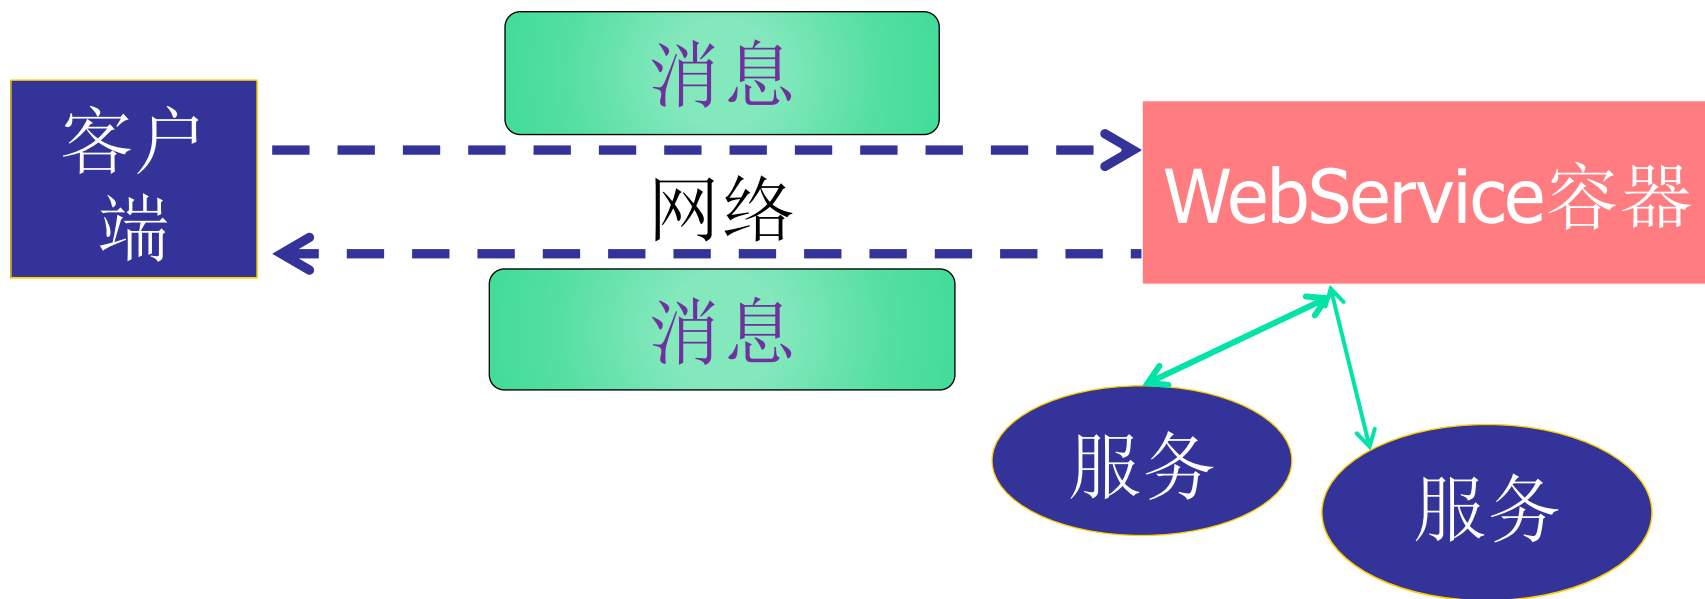 消息
客户
端
网络
WebService容器
消息
服务
服务